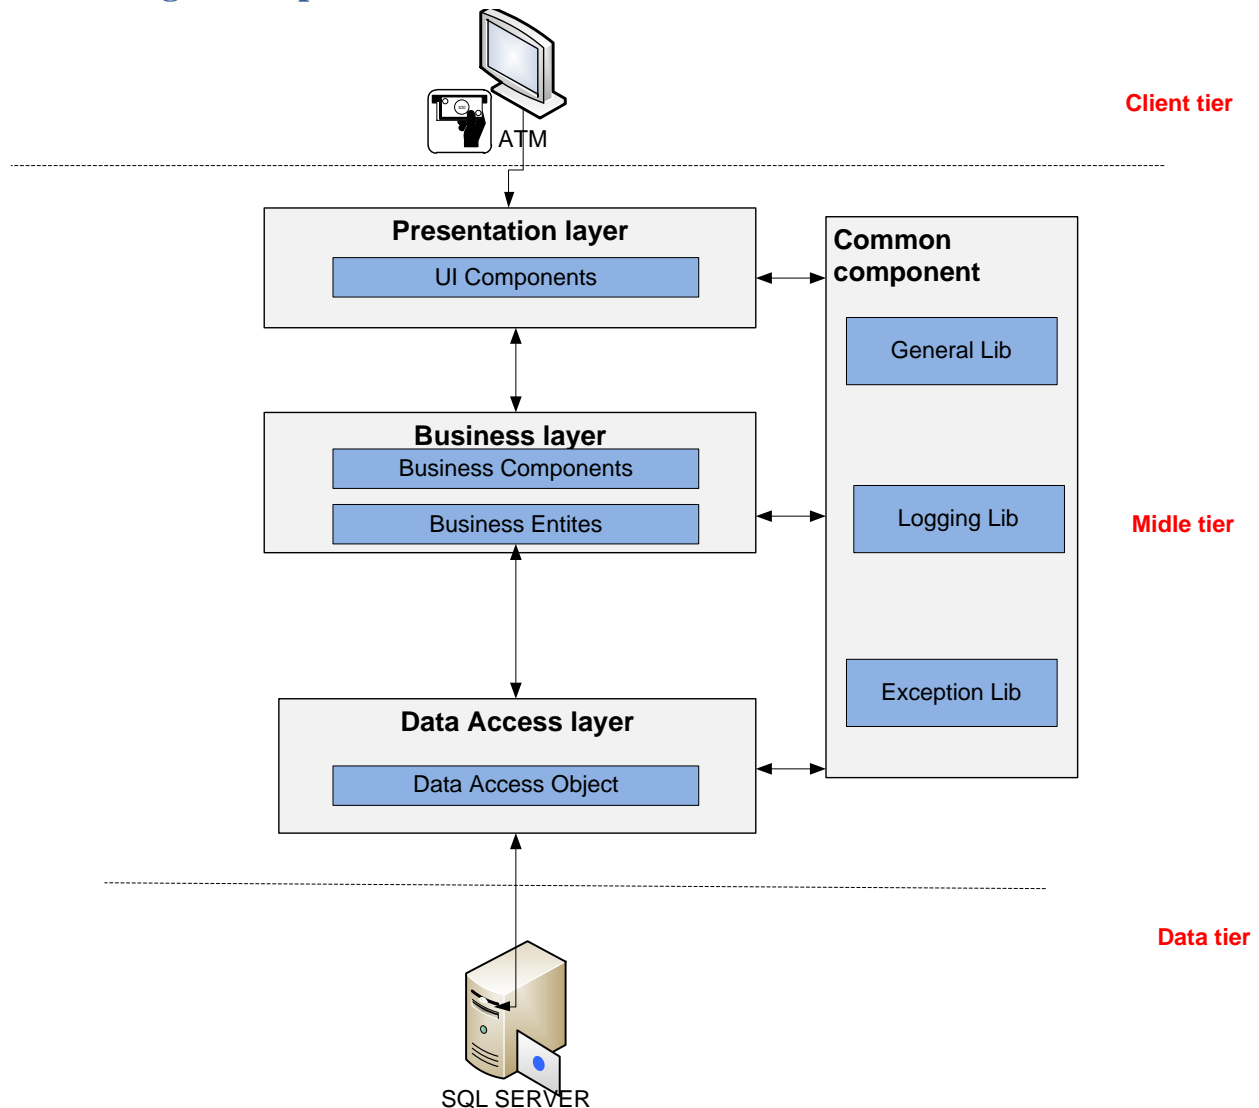 ATM
Client tier
Presentation layer
UI Components
Common
component
General Lib
Business layer
Business Components
Business Entites
Logging Lib
Midle tier
Exception Lib
Data Access layer
Data Access Object
Data tier
SQL SERVER